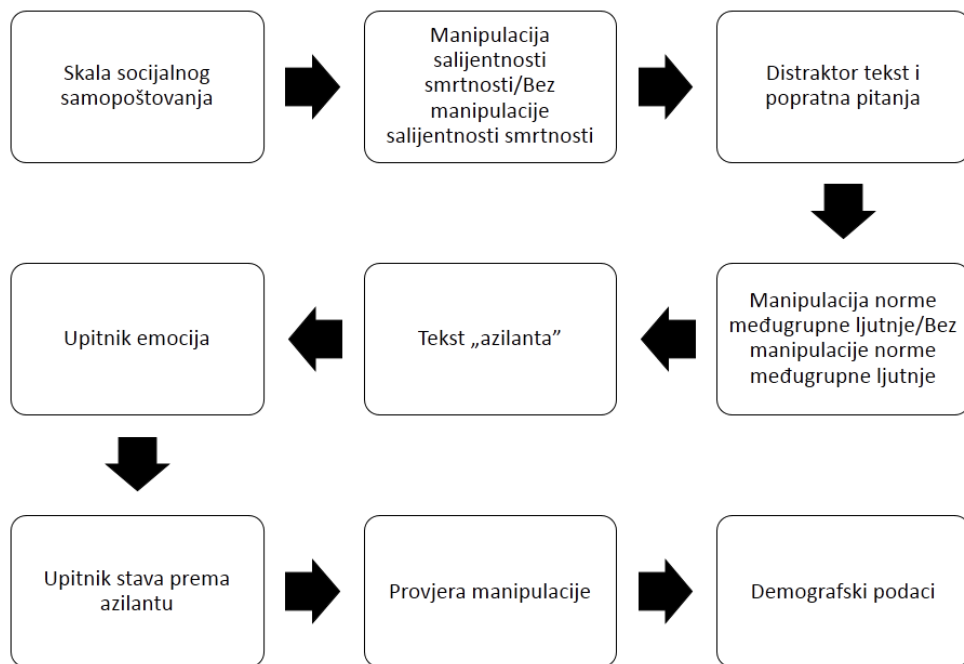 Skala socijalnog
samopoštovanja
Manipulacija
salijentnosti
smrtnosti/Bez
manipulacije
salijentnosti smrtnosti
Distraktor tekst i
popratna pitanja
Manipulacija norme
međugrupne ljutnje/Bez
manipulacije norme
međugrupne ljutnje
Tekst „azilanta”
Upitnik emocija
Upitnik stava prema
azilantu
Provjera manipulacije
Demografski podaci